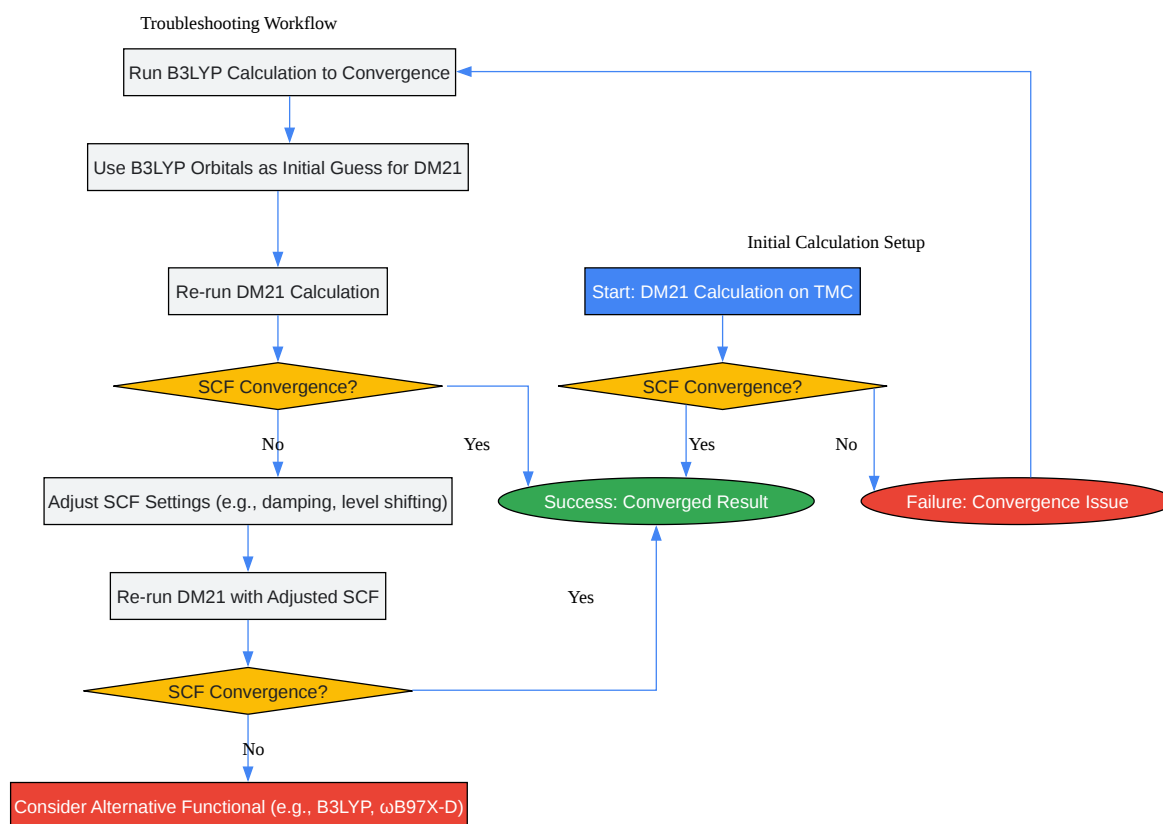 Troubleshooting Workflow
Run B3LYP Calculation to Convergence
Use B3LYP Orbitals as Initial Guess for DM21
Initial Calculation Setup
Re-run DM21 Calculation
Start: DM21 Calculation on TMC
SCF Convergence?
SCF Convergence?
No
Yes
Yes
No
Adjust SCF Settings (e.g., damping, level shifting)
Success: Converged Result
Failure: Convergence Issue
Re-run DM21 with Adjusted SCF
Yes
SCF Convergence?
No
Consider Alternative Functional (e.g., B3LYP, ωB97X-D)